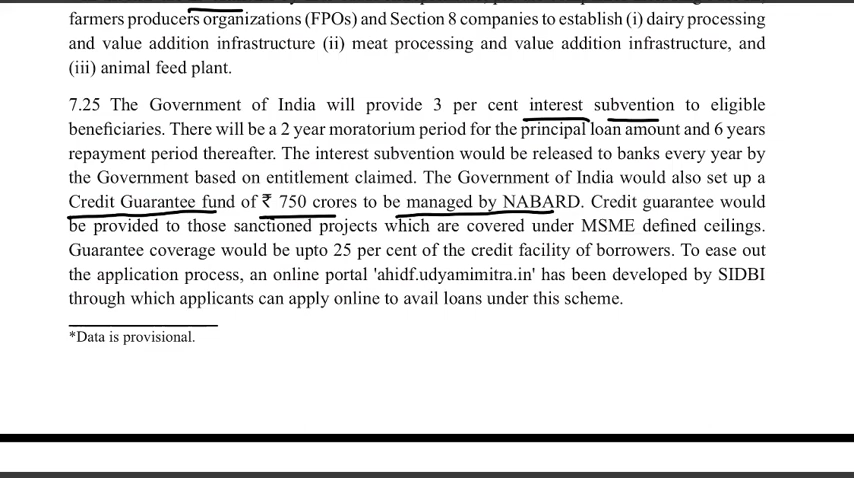 farmers producers organizations (FPOs) and Section 8 companies to establish (i) dairy processing
and value addition infrastructure (ii) meat processing and value addition infrastructure, and
(iii) animal feed plant.
7.25 The Government of India will provide 3 per cent interest subvention to eligible
beneficiaries. There will be a 2 year moratorium period for the principal loan amount and 6 years
repayment period thereafter. The interest subvention would be released to banks every year by
the Government based on entitlement claimed. The Government of India would also set up a
Credit Guarantee fund of ₹ 750 crores to be managed by NABARD. Credit guarantee would
be provided to those sanctioned projects which are covered under MSME defined ceilings.
Guarantee coverage would be upto 25 per cent of the credit facility of borrowers. To ease out
the application process, an online portal 'ahidf.udyamimitra.in' has been developed by SIDBI
through which applicants can apply online to avail loans under this scheme.
*Data is provisional.